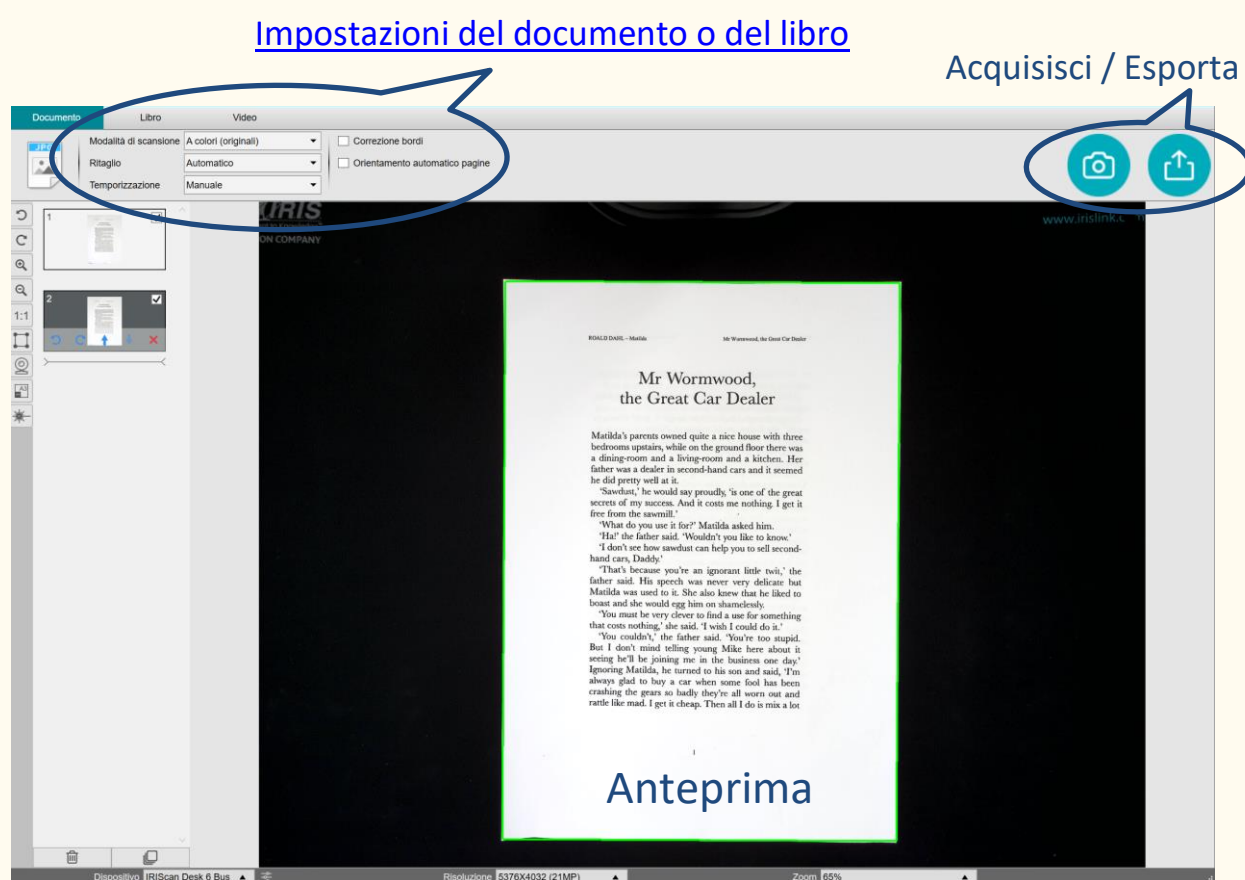 Impostazioni del documento o del libro
Acquisisci / Esporta
Documento
Libro
Video
Modalità di scansione A colori (originali)
Correzione bordi
JPG
Ritaglio Automatico
Orientamento automatico pagine
Temporizzazione Manuale
1
2
1:1
A3
IRIS
ON COMPANY
www.irislink.c
ROALD DAHL – Matilda
Mr Wormwood, the Great Car Dealer
Mr Wormwood,
the Great Car Dealer
Matilda's parents owned quite a nice house with three
bedrooms upstairs, while on the ground floor there was
a dining-room and a living-room and a kitchen. Her
father was a dealer in second-hand cars and it seemed
he did pretty well at it.
'Sawdust,' he would say proudly, 'is one of the great
secrets of my success. And it costs me nothing. I get it
free from the sawmill.'
'What do you use it for?' Matilda asked him.
'Ha!' the father said. 'Wouldn't you like to know.'
'I don't see how sawdust can help you to sell second-
hand cars, Daddy.'
'That's because you're an ignorant little twit,' the
father said. His speech was never very delicate but
Matilda was used to it. She also knew that he liked to
boast and she would egg him on shamelessly.
'You must be very clever to find a use for something
that costs nothing,' she said. 'I wish I could do it.'
'You couldn't,' the father said. 'You're too stupid.
But I don't mind telling young Mike here about it
seeing he'll be joining me in the business one day.'
Ignoring Matilda, he turned to his son and said, 'I'm
always glad to buy a car when some fool has been
crashing the gears so badly they're all worn out and
rattle like mad. I get it cheap. Then all I do is mix a lot
1
Anteprima
Dispositivo IRIScan Desk 6 Bus
Risoluzione 5376X4032 (21MP)
Zoom 65%